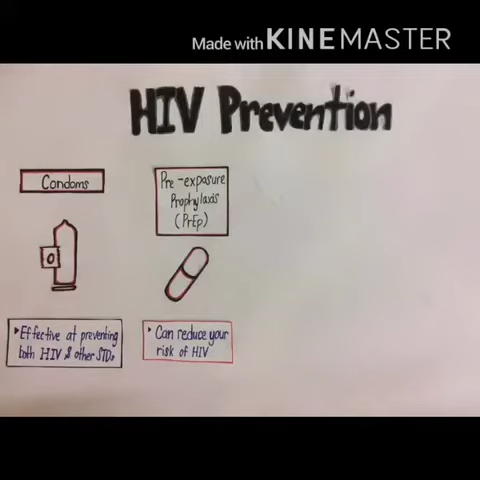 Made with KINEMASTER
HIV Prevention
Condoms
Pre-exposure
Prophylaxis
(PrEp)
• Effective at preventing
both HIV & other STDs
• Can reduce your
risk of HIV